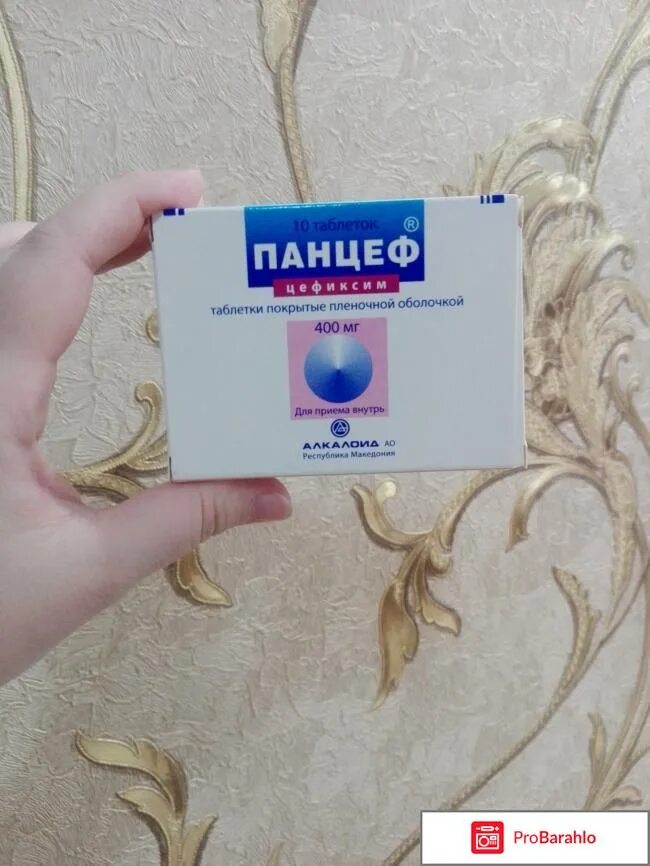 10 таблеток
ПАНЦЕФ®
цефиксим
таблетки покрытые пленочной оболочкой
400 мг
Для приема внутрь
АЛКАЛОИД АО
Республика Македония
ProBarahlo